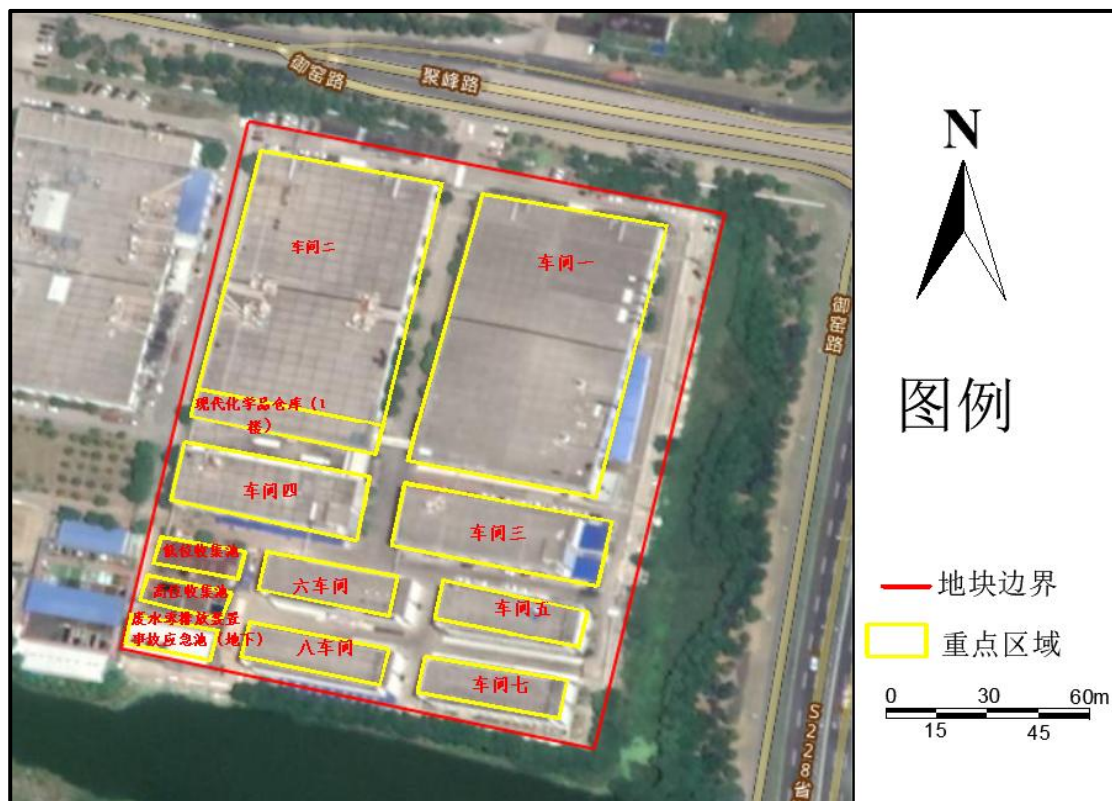 御窑路
聚峰路
车间二
车间一
御窑路
现代化学品仓库（1
楼）
车间四
车间三
低位收集池
高位收集池
六车间
车间五
废水零排放装置
事故应急池（地下）
八车间
车间七
S228省
N
图例
地块边界
重点区域
0 30 60m
15 45